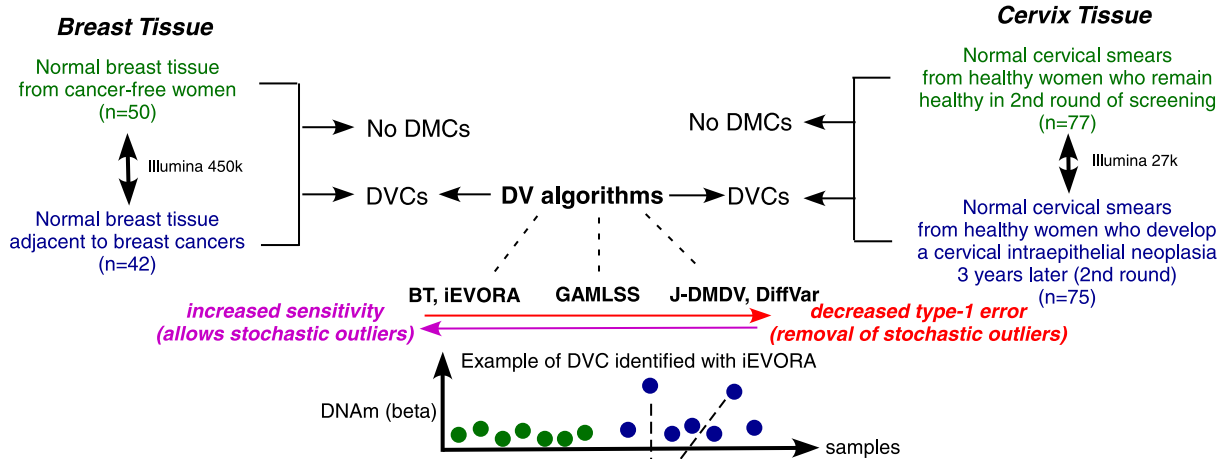 Breast Tissue
Normal breast tissue
from cancer-free women
(n=50)
Illumina 450k
Normal breast tissue
adjacent to breast cancers
(n=42)
No DMCs
DVCs
DV algorithms
No DMCs
DVCs
Cervix Tissue
Normal cervical smears
from healthy women who remain
healthy in 2nd round of screening
(n=77)
Illumina 27k
Normal cervical smears
from healthy women who develop
a cervical intraepithelial neoplasia
3 years later (2nd round)
(n=75)
BT, iEVORA
GAMLSS
J-DMDV, DiffVar
increased sensitivity
(allows stochastic outliers)
decreased type-1 error
(removal of stochastic outliers)
Example of DVC identified with iEVORA
DNAm (beta)
samples